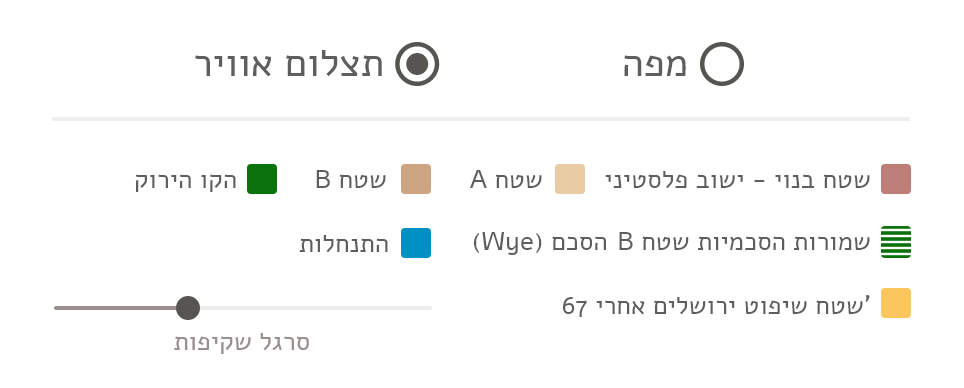 מפה תצלום אוויר
שטח בנוי - ישוב פלסטיני שטח A שטח B הקו הירוק
שמורות הסכמיות שטח B הסכם (Wye) התנחלות
שטח שיפוט ירושלים אחרי 67'
סרגל שקיפות